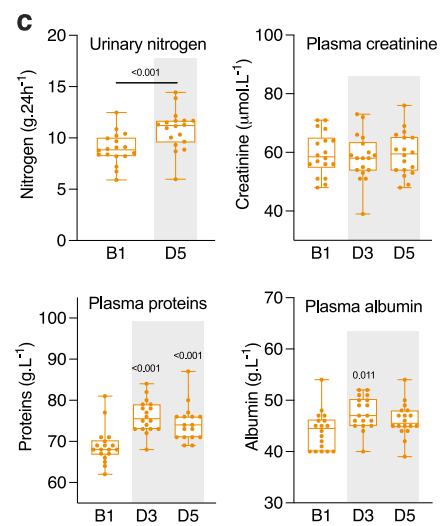 C
Urinary nitrogen
Nitrogen (g.24h⁻¹)
20
15
10
5
0
<0.001
B1 D5
Plasma creatinine
Creatinine (μmol.L⁻¹)
100
80
60
40
B1 D3 D5
Plasma proteins
Proteins (g.L⁻¹)
100
90
80
70
60
<0.001
<0.001
B1 D3 D5
Plasma albumin
Albumin (g.L⁻¹)
70
60
50
40
30
0.011
B1 D3 D5